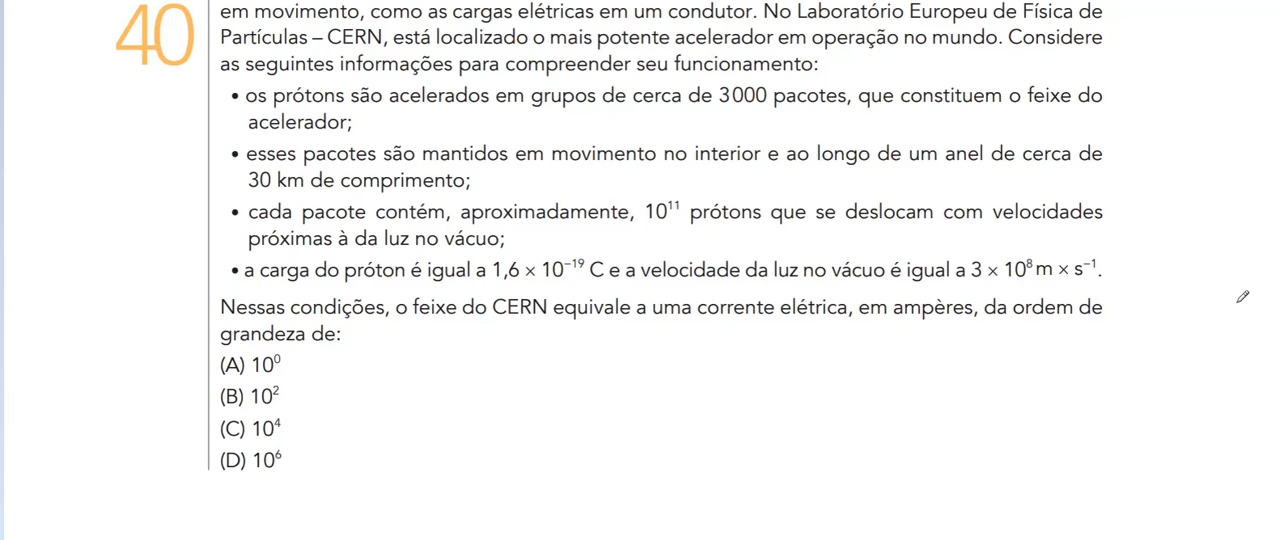 40
em movimento, como as cargas elétricas em um condutor. No Laboratório Europeu de Física de
Partículas – CERN, está localizado o mais potente acelerador em operação no mundo. Considere
as seguintes informações para compreender seu funcionamento:
• os prótons são acelerados em grupos de cerca de 3000 pacotes, que constituem o feixe do
acelerador;
• esses pacotes são mantidos em movimento no interior e ao longo de um anel de cerca de
30 km de comprimento;
• cada pacote contém, aproximadamente, 10¹¹ prótons que se deslocam com velocidades
próximas à da luz no vácuo;
• a carga do próton é igual a 1,6 × 10⁻¹⁹ C e a velocidade da luz no vácuo é igual a 3 × 10⁸ m × s⁻¹.
Nessas condições, o feixe do CERN equivale a uma corrente elétrica, em ampères, da ordem de
grandeza de:
(A) 10⁰
(B) 10²
(C) 10⁴
(D) 10⁶